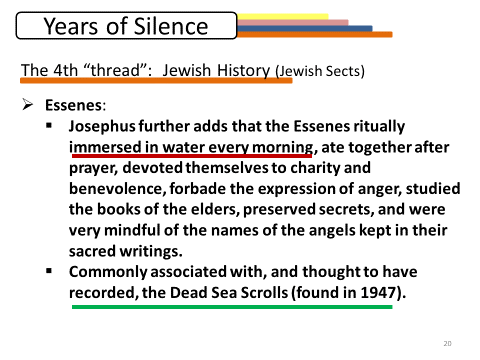 Years of Silence
The 4th “thread”:  Jewish History (Jewish Sects)
➢ Essenes:
▪ Josephus further adds that the Essenes ritually
immersed in water every morning, ate together after
prayer, devoted themselves to charity and
benevolence, forbade the expression of anger, studied
the books of the elders, preserved secrets, and were
very mindful of the names of the angels kept in their
sacred writings.
▪ Commonly associated with, and thought to have
recorded, the Dead Sea Scrolls (found in 1947).
20